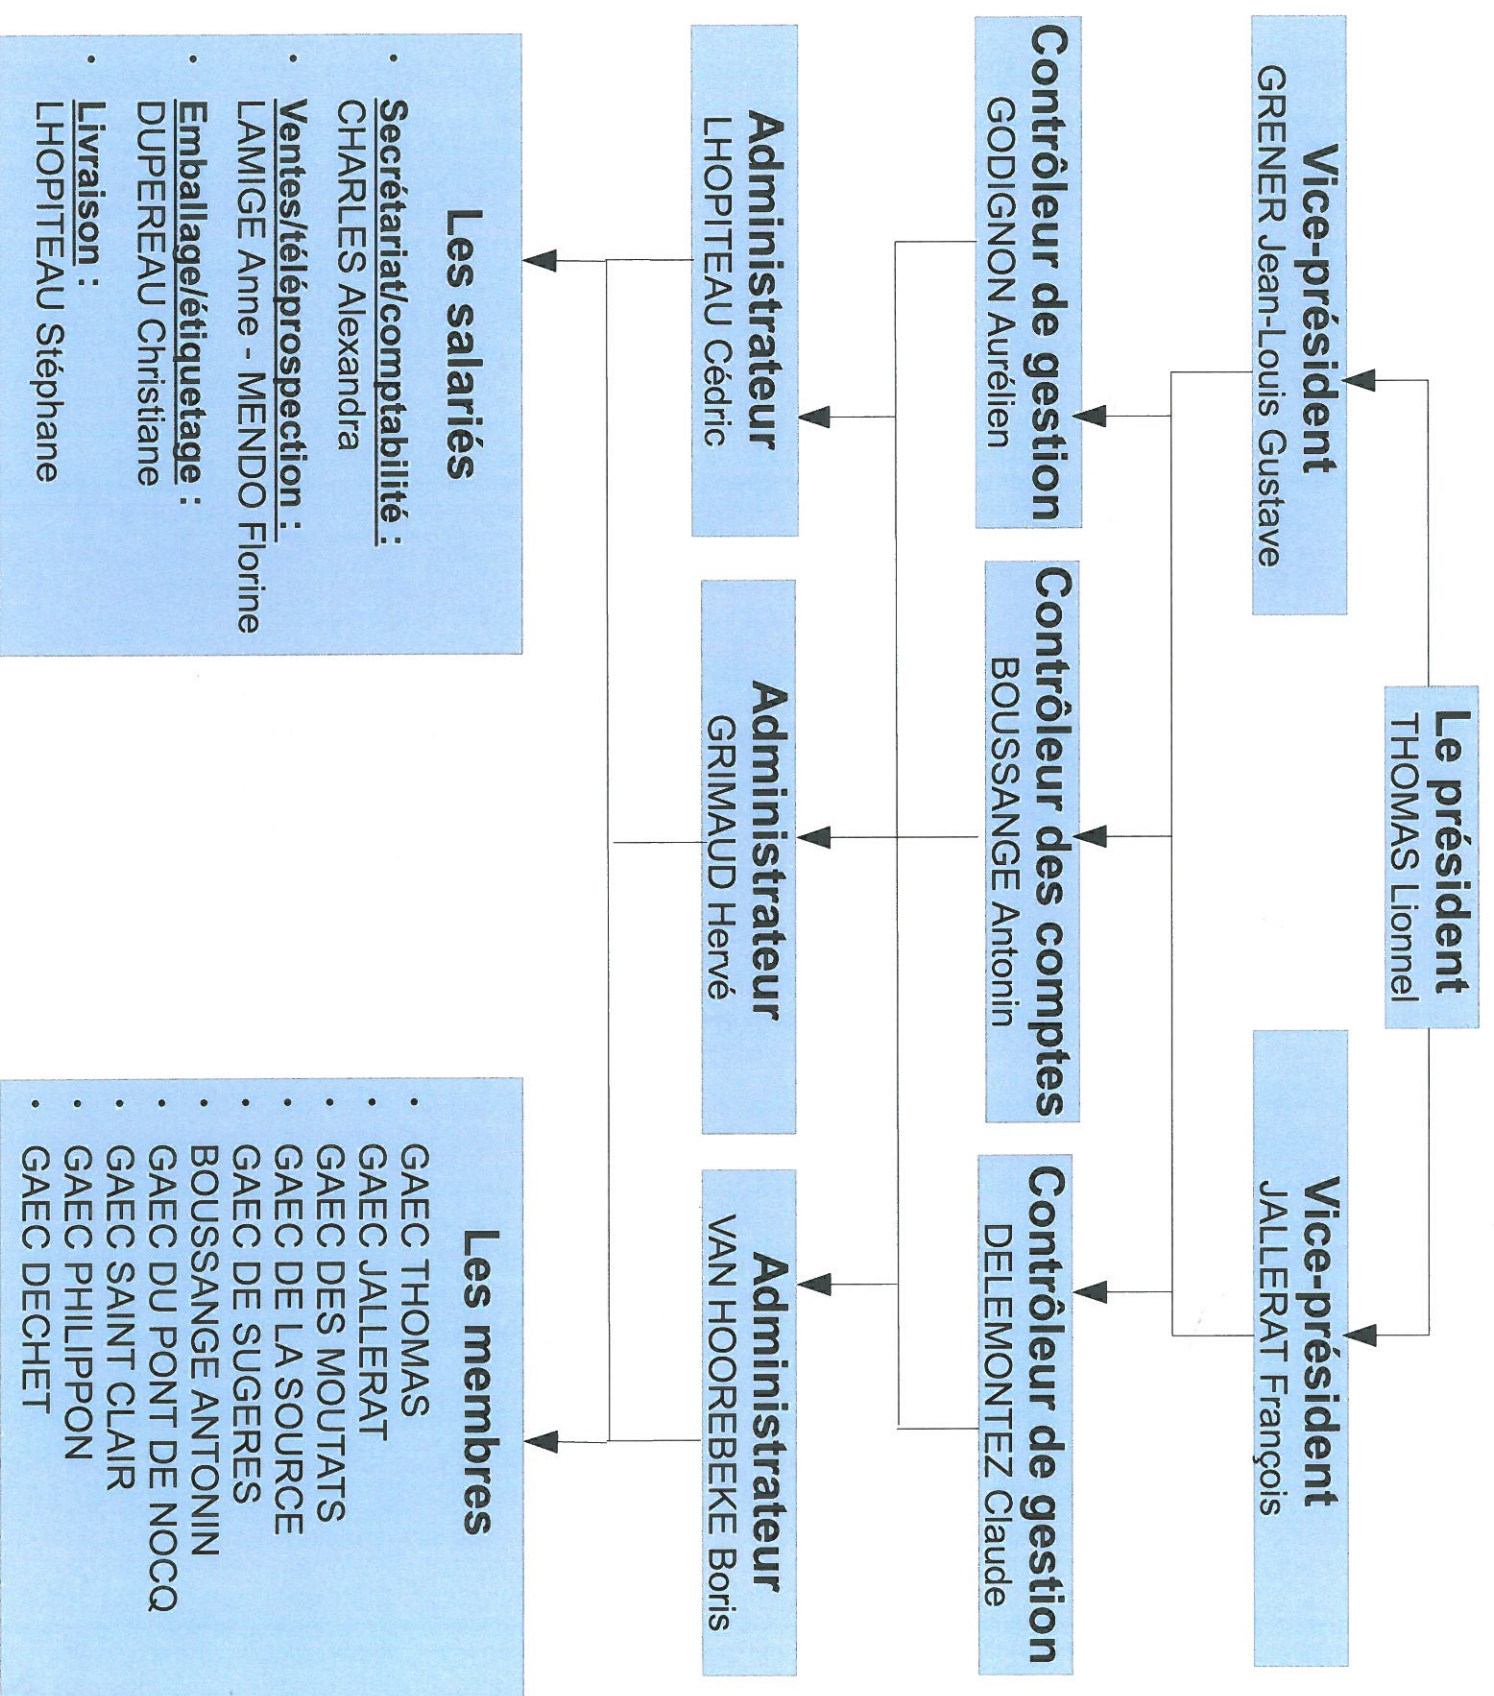 Le président
THOMAS Lionnel
Vice-président
GRENER Jean-Louis Gustave
Vice-président
JALLERAT François
Contrôleur de gestion
GODIGNON Aurélien
Contrôleur des comptes
BOUSSANGE Antonin
Contrôleur de gestion
DELEMONTEZ Claude
Administrateur
LHOPITEAU Cédric
Administrateur
GRIMAUD Hervé
Administrateur
VAN HOOREBEKE Boris
Les salariés
• Secrétariat/comptabilité :
CHARLES Alexandra
• Ventes/téléprospection :
LAMIGE Anne - MENDO Florine
• Emballage/étiquetage :
DUPEREAU Christiane
• Livraison :
LHOPITEAU Stéphane
Les membres
• GAEC THOMAS
• GAEC JALLERAT
• GAEC DES MOUTATS
• GAEC DE LA SOURCE
• GAEC DE SUGERES
• BOUSSANGE ANTONIN
• GAEC DU PONT DE NOCQ
• GAEC SAINT CLAIR
• GAEC PHILIPPON
• GAEC DECHET